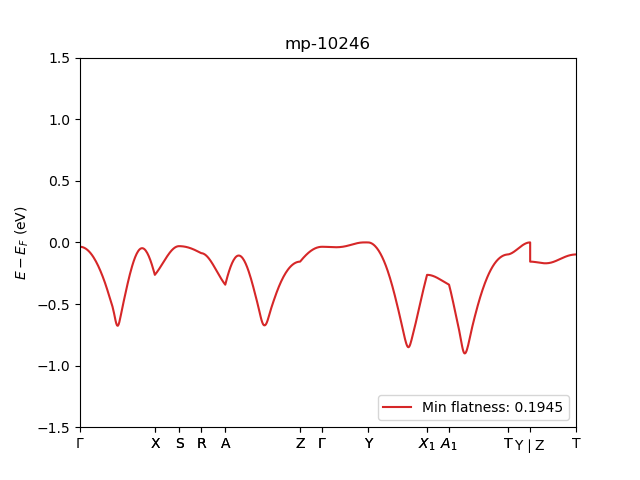 mp-10246
1.5
1.0
0.5
0.0
−0.5
−1.0
−1.5
E − E_F (eV)
Min flatness: 0.1945
Γ X S R A Z Γ Y X₁ A₁ T Y | Z T